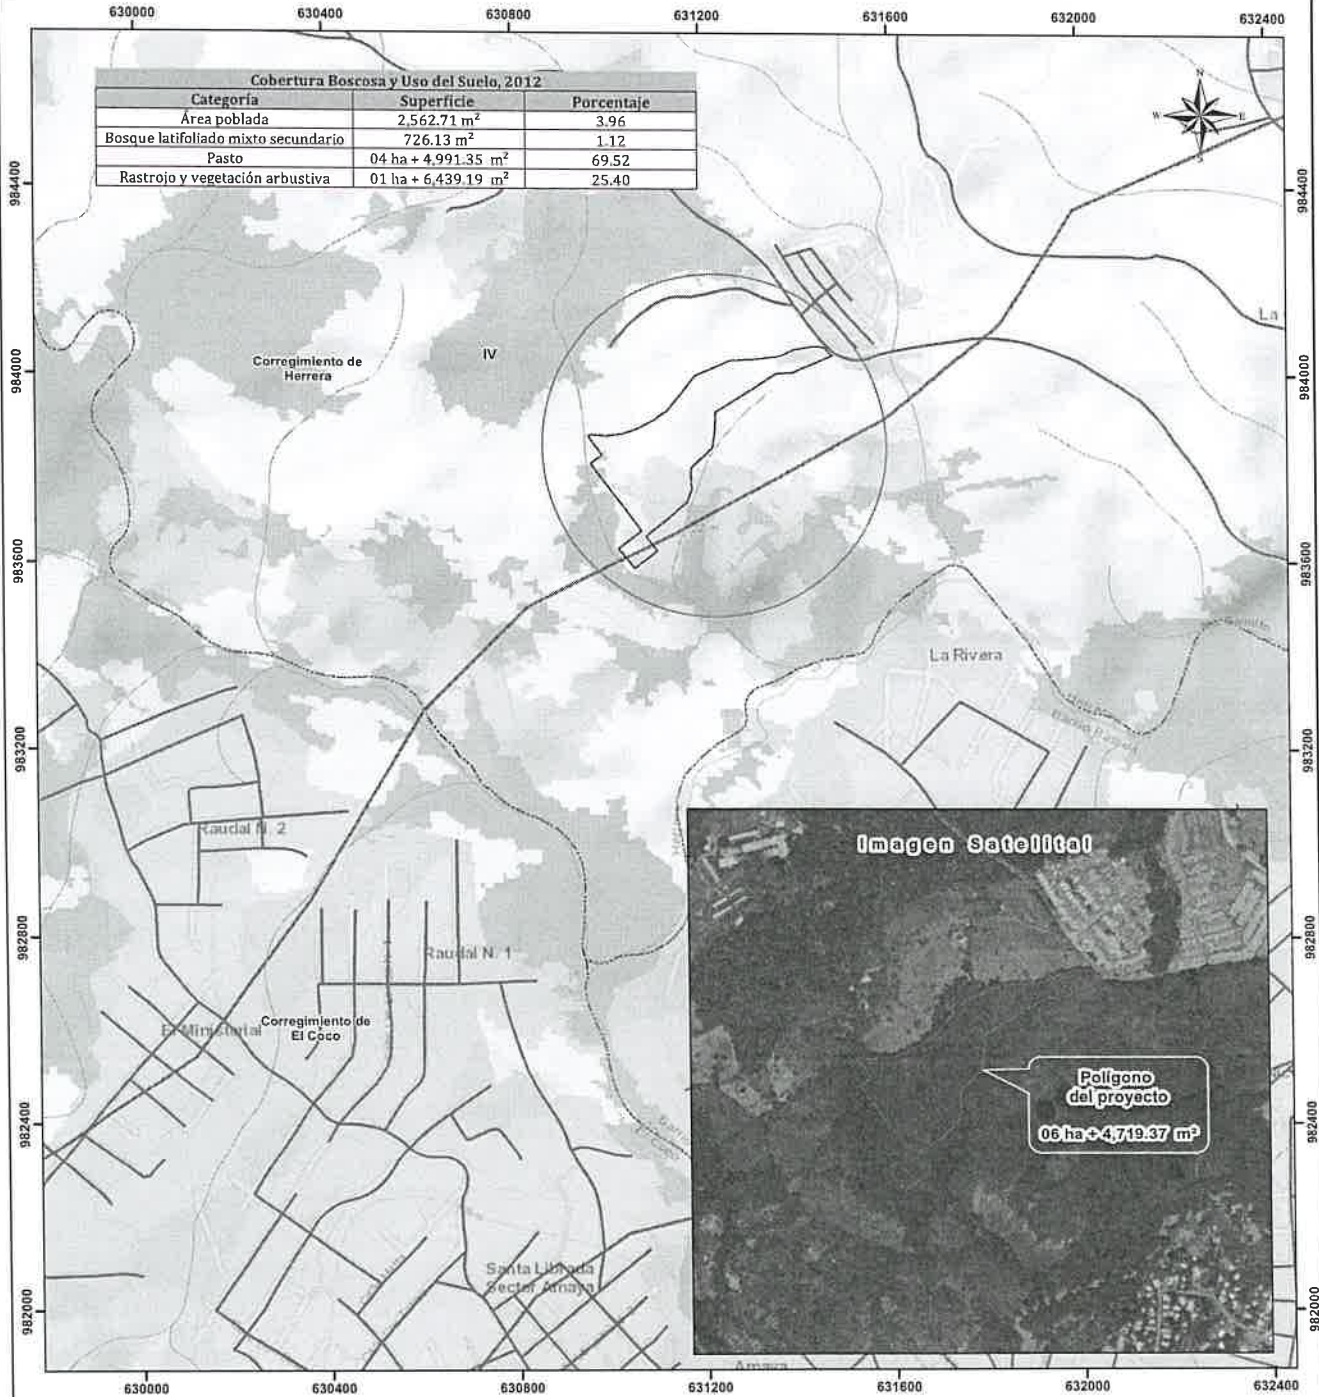 630000 630400 630800 631200 631600 632000 632400
Cobertura Boscosa y Uso del Suelo, 2012
Categoría Superficie Porcentaje
Área poblada 2,562.71 m² 3.96
Bosque latifoliado mixto secundario 726.13 m² 1.12
Pasto 04 ha + 4,991.35 m² 69.52
Rastrojo y vegetación arbustiva 01 ha + 6,439.19 m² 25.40
N
W E
S
984400 984400
La
IV
Corregimiento de
Herrera
984000 984000
983600 983600
La Rivera
983200 983200
Raudal N. 2
Imagen Satelital
982800 982800
Raudal N. 1
El Ministerial
Corregimiento de
El Coco
Polígono
del proyecto
06 ha + 4,719.37 m²
982400 982400
Santa Librada
Sector Amaya
982000 982000
Amaya
630000 630400 630800 631200 631600 632000 632400